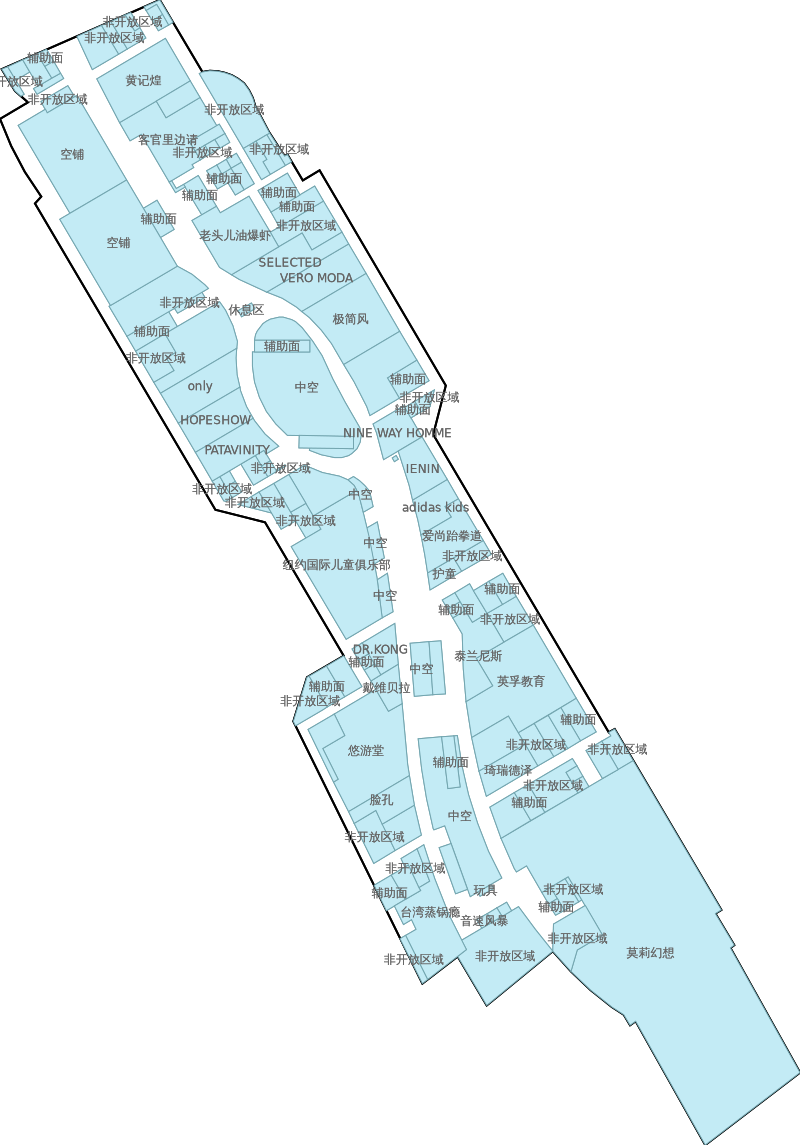 非开放区域
非开放区域
辅助面
开放区域
黄记煌
非开放区域
非开放区域
客官里边请
非开放区域
非开放区域
空铺
辅助面
辅助面
辅助面
辅助面
辅助面
非开放区域
老头儿油爆虾
空铺
SELECTED
VERO MODA
非开放区域
休息区
极简风
辅助面
辅助面
非开放区域
辅助面
only
中空
非开放区域
辅助面
HOPESHOW
NINE WAY HOMME
PATAVINITY
非开放区域
IENIN
非开放区域
中空
非开放区域
adidas kids
非开放区域
爱尚跆拳道
中空
非开放区域
纽约国际儿童俱乐部
护童
辅助面
中空
辅助面
非开放区域
DR.KONG
泰兰尼斯
辅助面
中空
英孚教育
辅助面
戴维贝拉
非开放区域
辅助面
非开放区域
悠游堂
非开放区域
辅助面
琦瑞德泽
非开放区域
脸孔
辅助面
中空
非开放区域
非开放区域
辅助面
玩具
非开放区域
台湾蒸锅瘾
音速风暴
辅助面
非开放区域
非开放区域
非开放区域
莫莉幻想